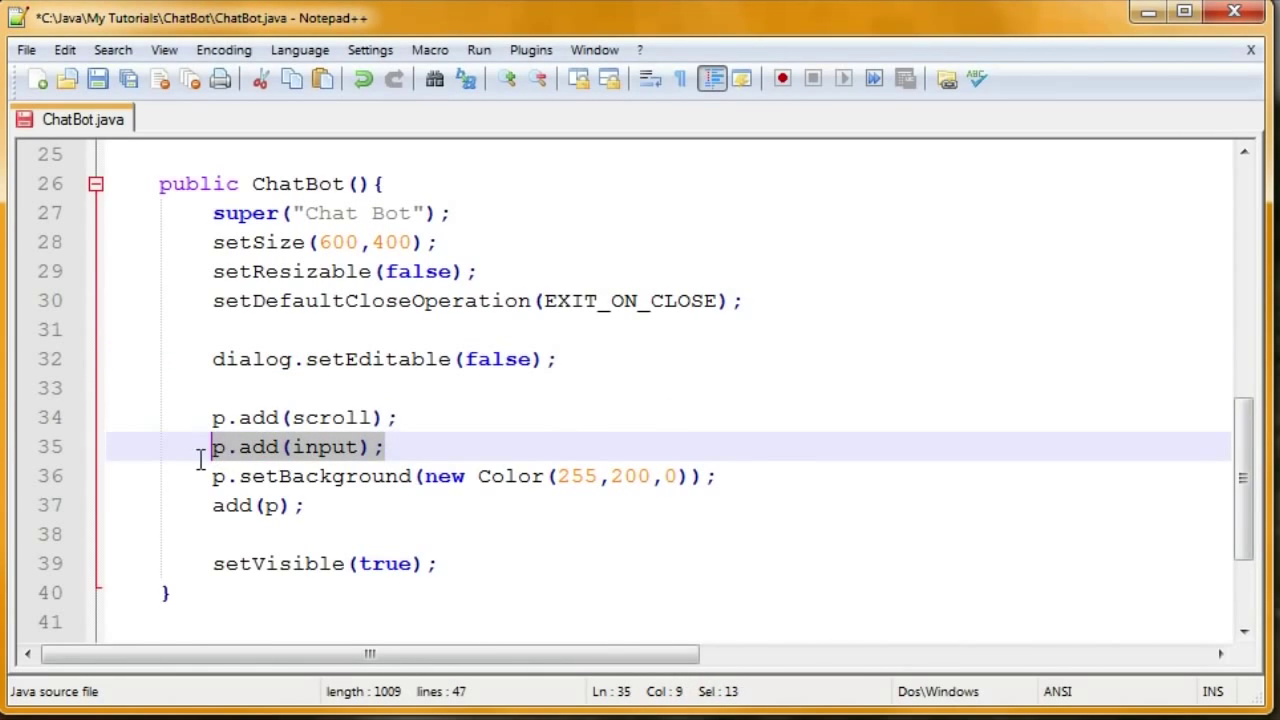 *C:\Java\My Tutorials\ChatBot\ChatBot.java - Notepad++
File Edit Search View Encoding Language Settings Macro Run Plugins Window ? X
ABC
ChatBot.java
25
26 public ChatBot(){
27 super("Chat Bot");
28 setSize(600,400);
29 setResizable(false);
30 setDefaultCloseOperation(EXIT_ON_CLOSE);
31
32 dialog.setEditable(false);
33
34 p.add(scroll);
35 p.add(input);
36 p.setBackground(new Color(255,200,0));
37 add(p);
38
39 setVisible(true);
40 }
41
Java source file length : 1009 lines : 47 Ln : 35 Col : 9 Sel : 13 Dos\Windows ANSI INS